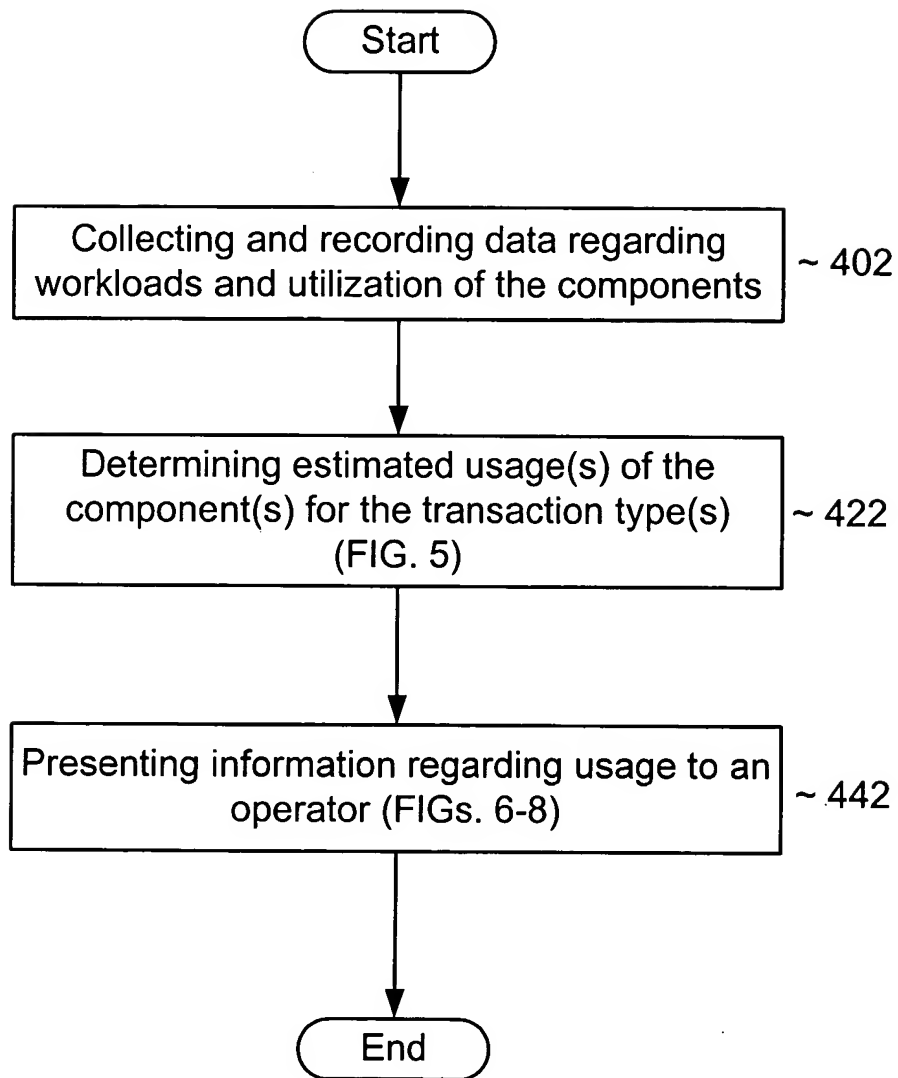 Start
Collecting and recording data regarding
workloads and utilization of the components
~ 402
Determining estimated usage(s) of the
component(s) for the transaction type(s)
(FIG. 5)
~ 422
Presenting information regarding usage to an
operator (FIGs. 6-8)
~ 442
End